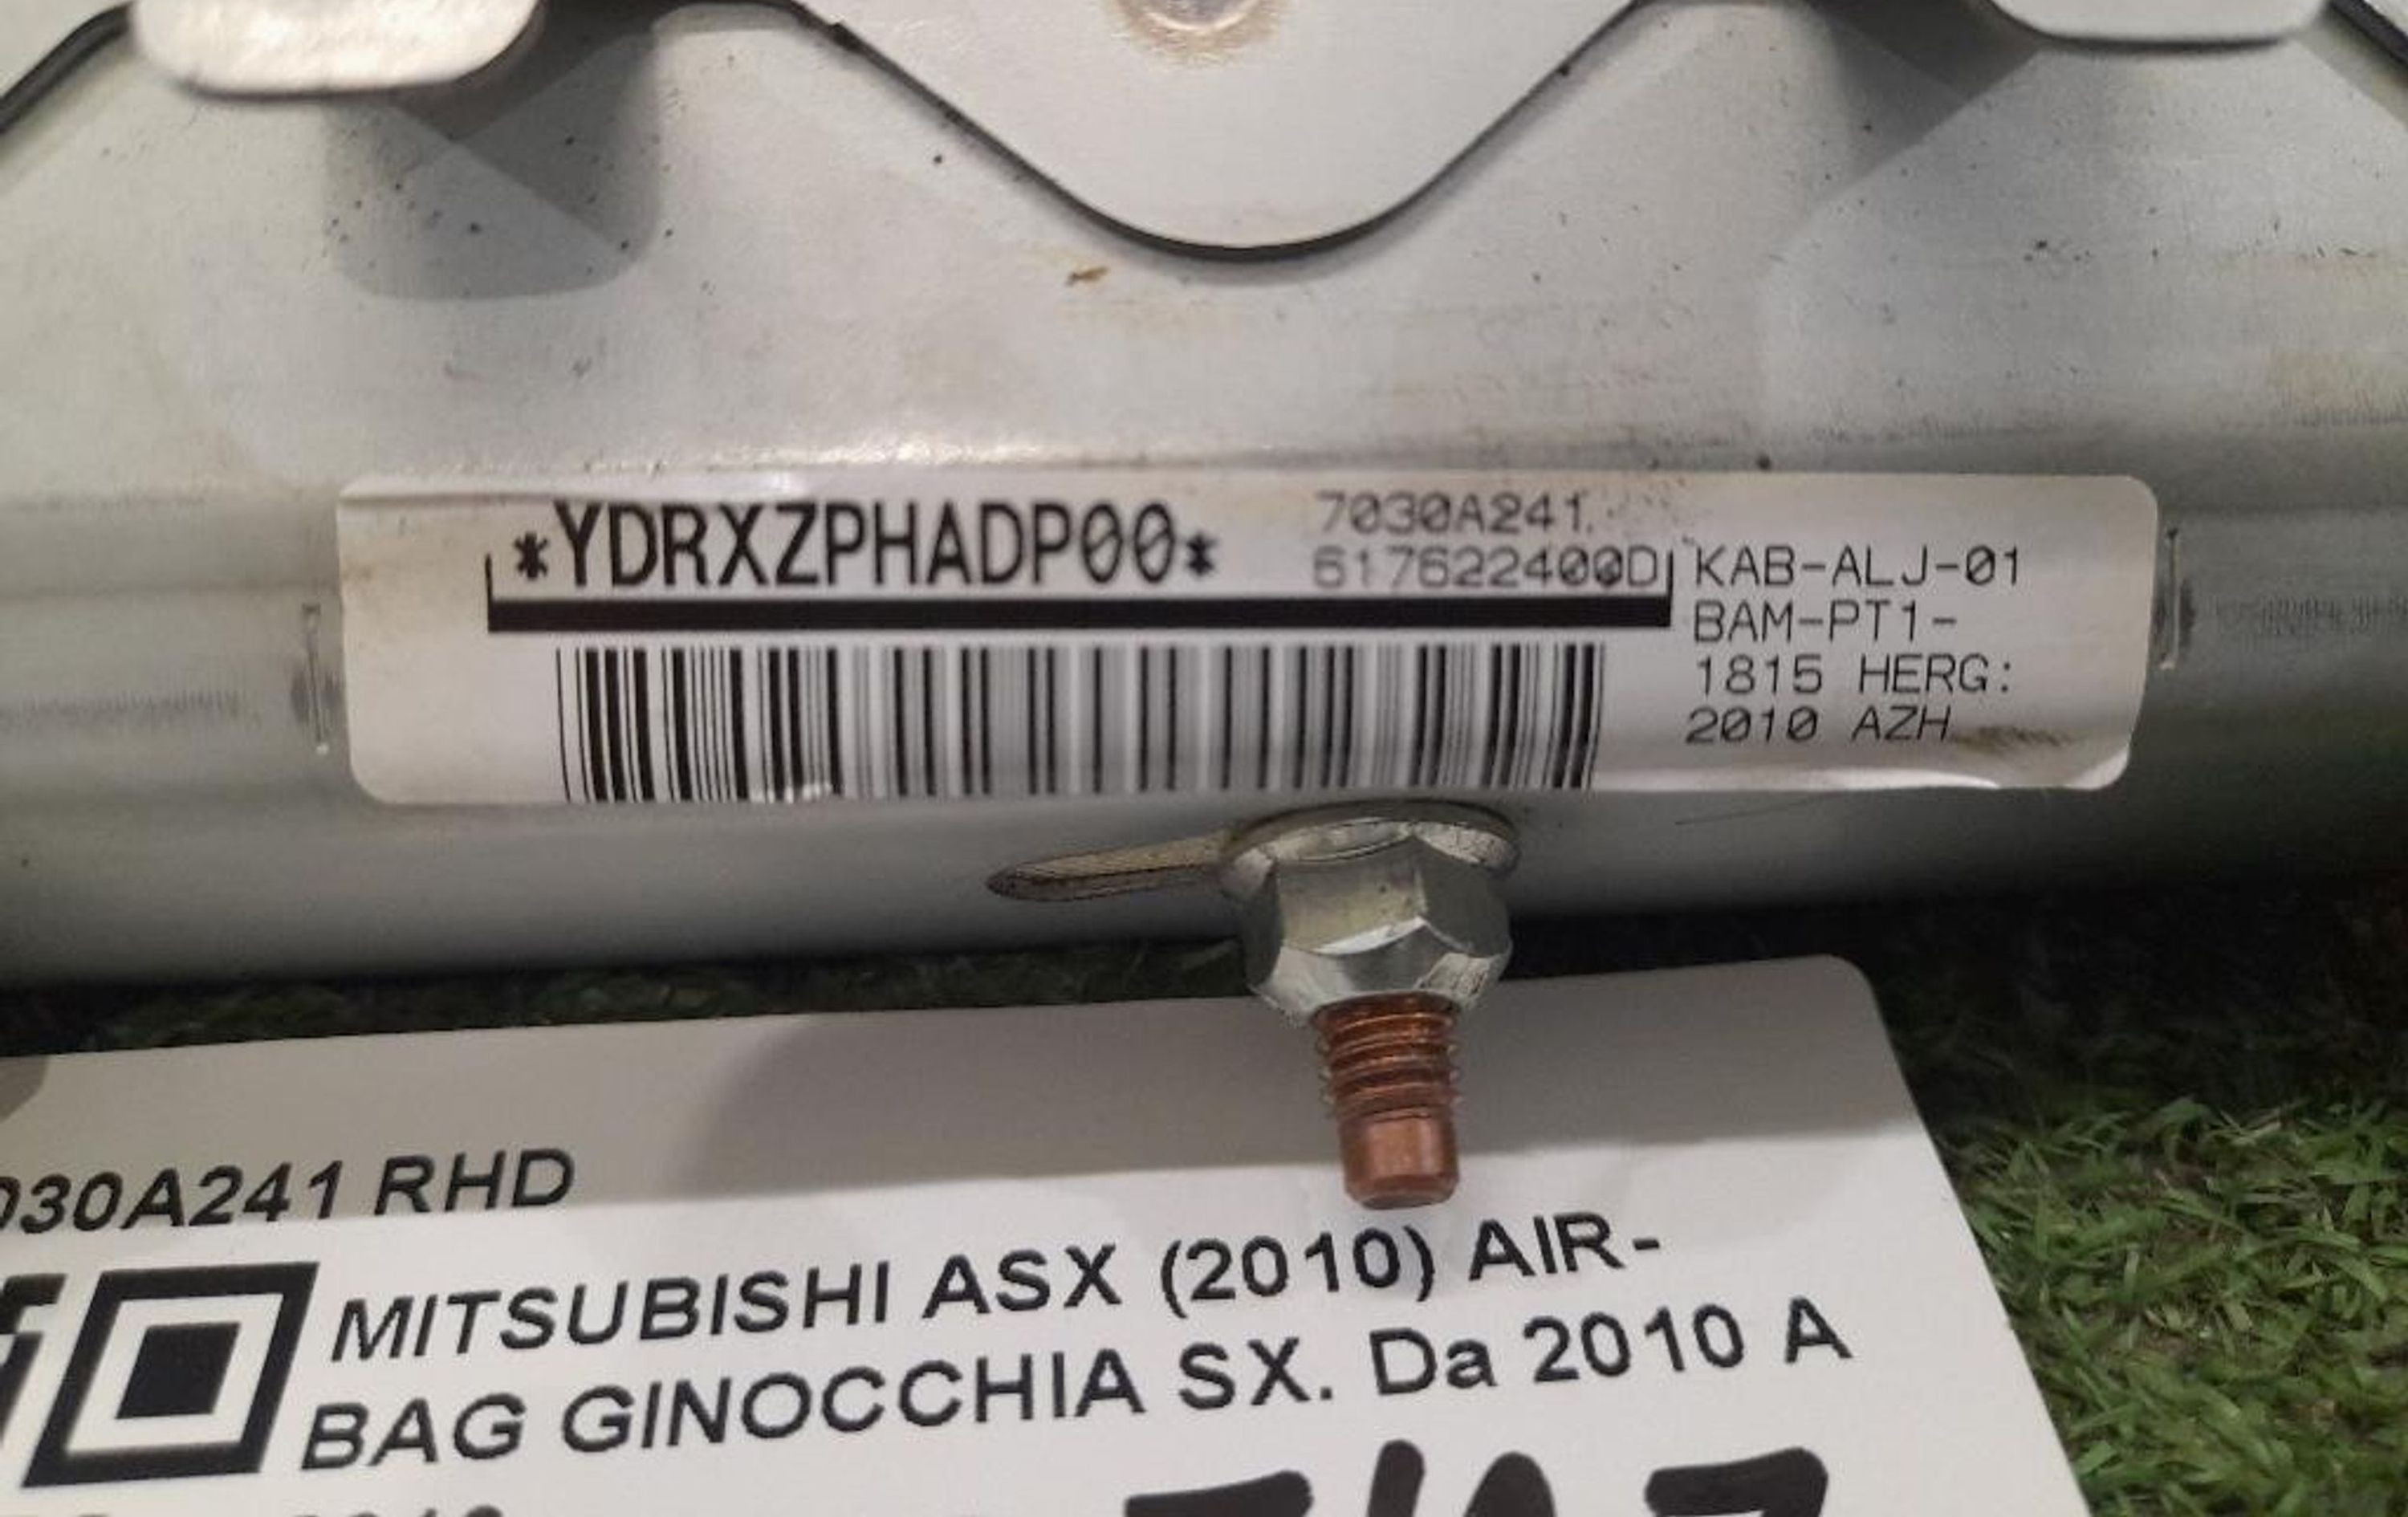 *YDRXZPHADP00*
7030A241
617622400D
KAB-ALJ-01
BAM-PT1-
1815 HERG:
2010 AZH
030A241 RHD
MITSUBISHI ASX (2010) AIR-
BAG GINOCCHIA SX. Da 2010 A